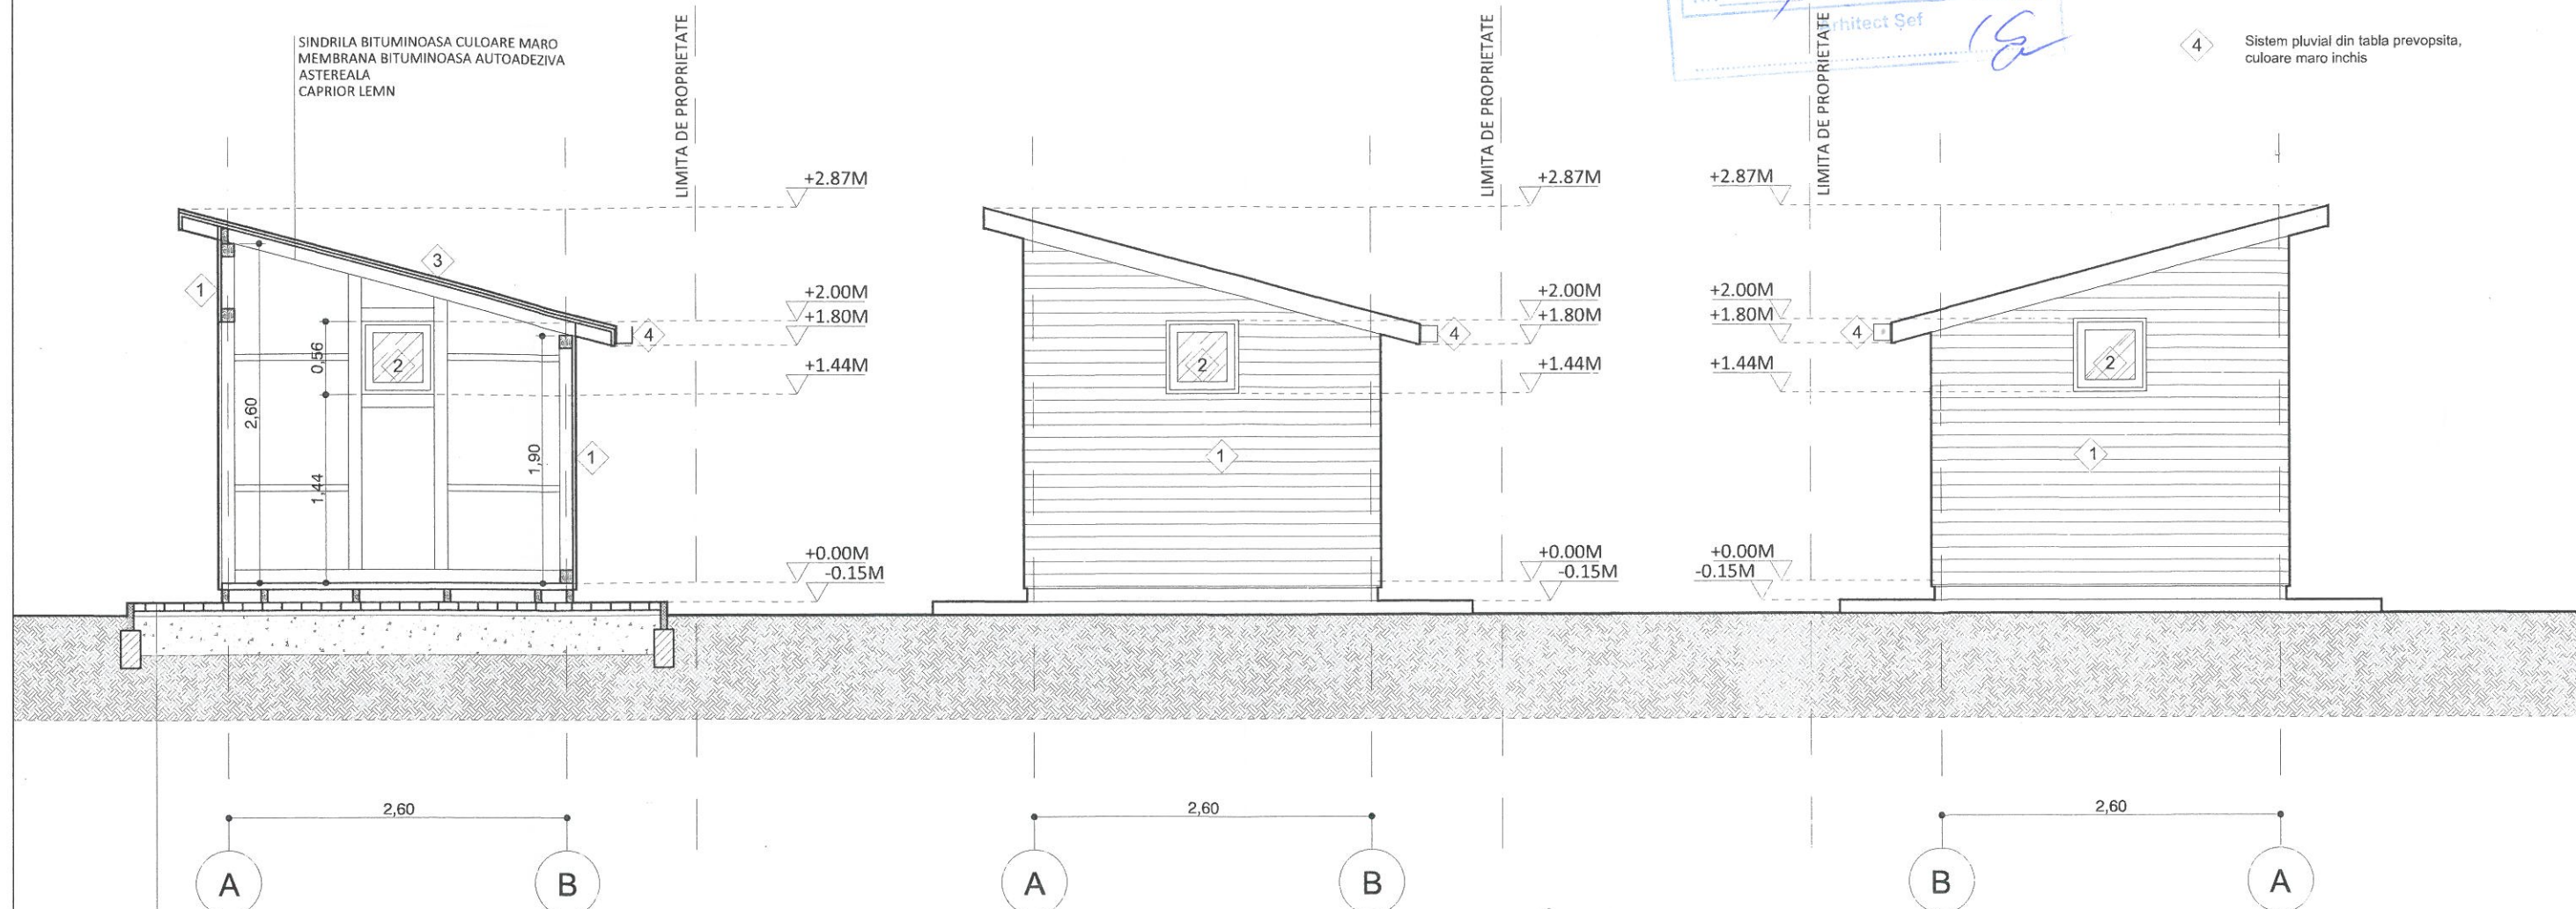 SINDRILA BITUMINOASA CULOARE MARO
MEMBRANA BITUMINOASA AUTOADEZIVA
ASTEREALA
CAPRIOR LEMN
LIMITA DE PROPRIETATE
LIMITA DE PROPRIETATE
LIMITA DE PROPRIETATE
Arhitect Șef
4
Sistem pluvial din tabla prevopsita,
culoare maro inchis
+2.87M
+2.00M
+1.80M
+1.44M
+0.00M
-0.15M
1
3
4
2
1
0,56
2,60
1,44
1,90
+2.87M
+2.00M
+1.80M
+1.44M
+0.00M
-0.15M
4
2
1
+2.87M
+2.00M
+1.80M
+1.44M
+0.00M
-0.15M
4
2
1
2,60
2,60
2,60
A
B
A
B
B
A